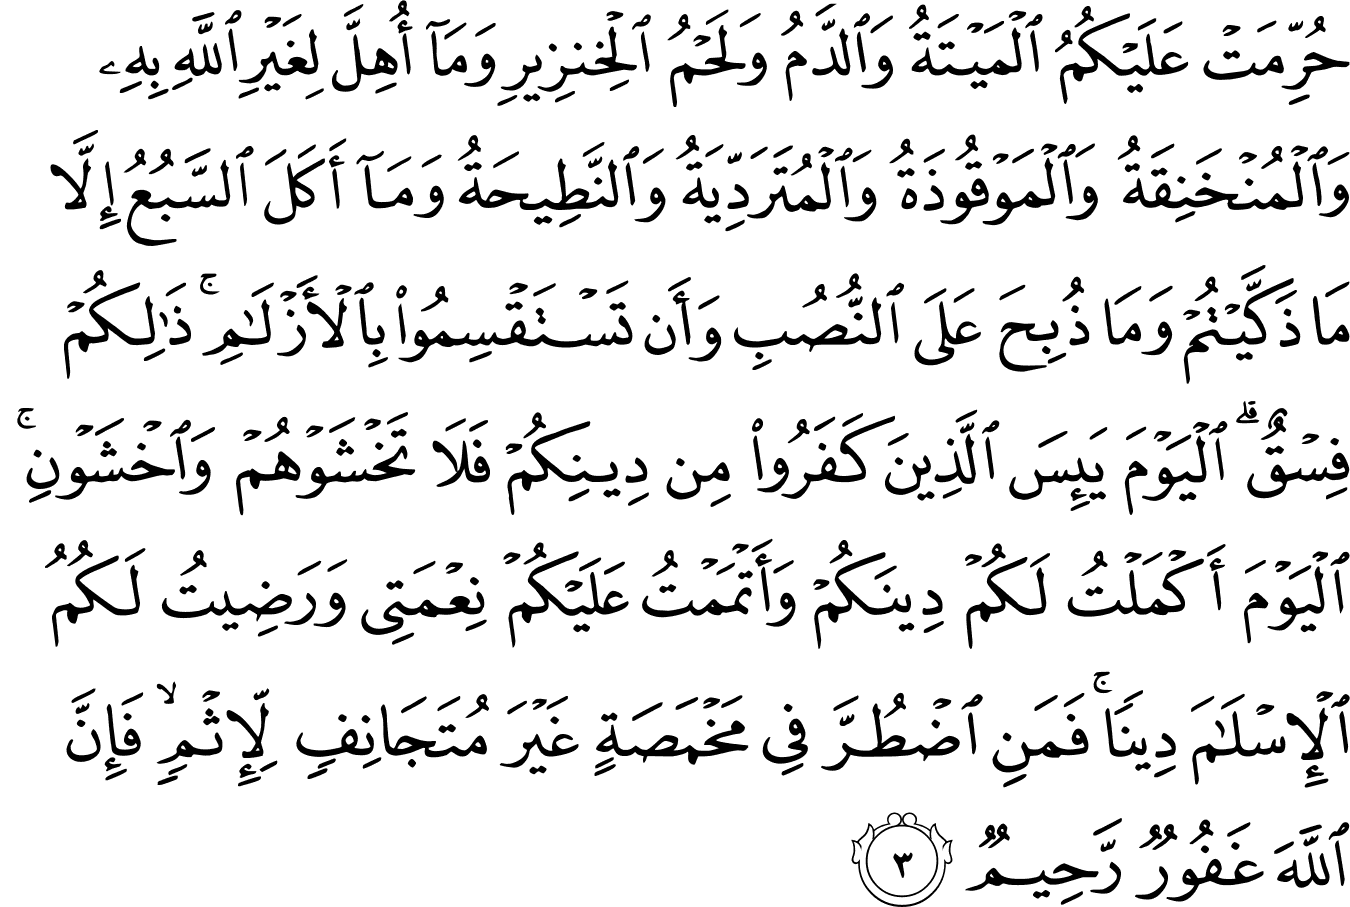 حُرِّمَتْ عَلَيْكُمُ ٱلْمَيْتَةُ وَٱلدَّمُ وَلَحْمُ ٱلْخِنزِيرِ وَمَآ أُهِلَّ لِغَيْرِ ٱللَّهِ بِهِۦ
وَٱلْمُنْخَنِقَةُ وَٱلْمَوْقُوذَةُ وَٱلْمُتَرَدِّيَةُ وَٱلنَّطِيحَةُ وَمَآ أَكَلَ ٱلسَّبُعُ إِلَّا
مَا ذَكَّيْتُمْ وَمَا ذُبِحَ عَلَى ٱلنُّصُبِ وَأَن تَسْتَقْسِمُوا۟ بِٱلْأَزْلَـٰمِ ۚ ذَٰلِكُمْ
فِسْقٌ ۗ ٱلْيَوْمَ يَئِسَ ٱلَّذِينَ كَفَرُوا۟ مِن دِينِكُمْ فَلَا تَخْشَوْهُمْ وَٱخْشَوْنِ ۚ
ٱلْيَوْمَ أَكْمَلْتُ لَكُمْ دِينَكُمْ وَأَتْمَمْتُ عَلَيْكُمْ نِعْمَتِى وَرَضِيتُ لَكُمُ
ٱلْإِسْلَـٰمَ دِينًا ۚ فَمَنِ ٱضْطُرَّ فِى مَخْمَصَةٍ غَيْرَ مُتَجَانِفٍ لِّإِثْمٍ ۙ فَإِنَّ
ٱللَّهَ غَفُورٌ رَّحِيمٌ ٣